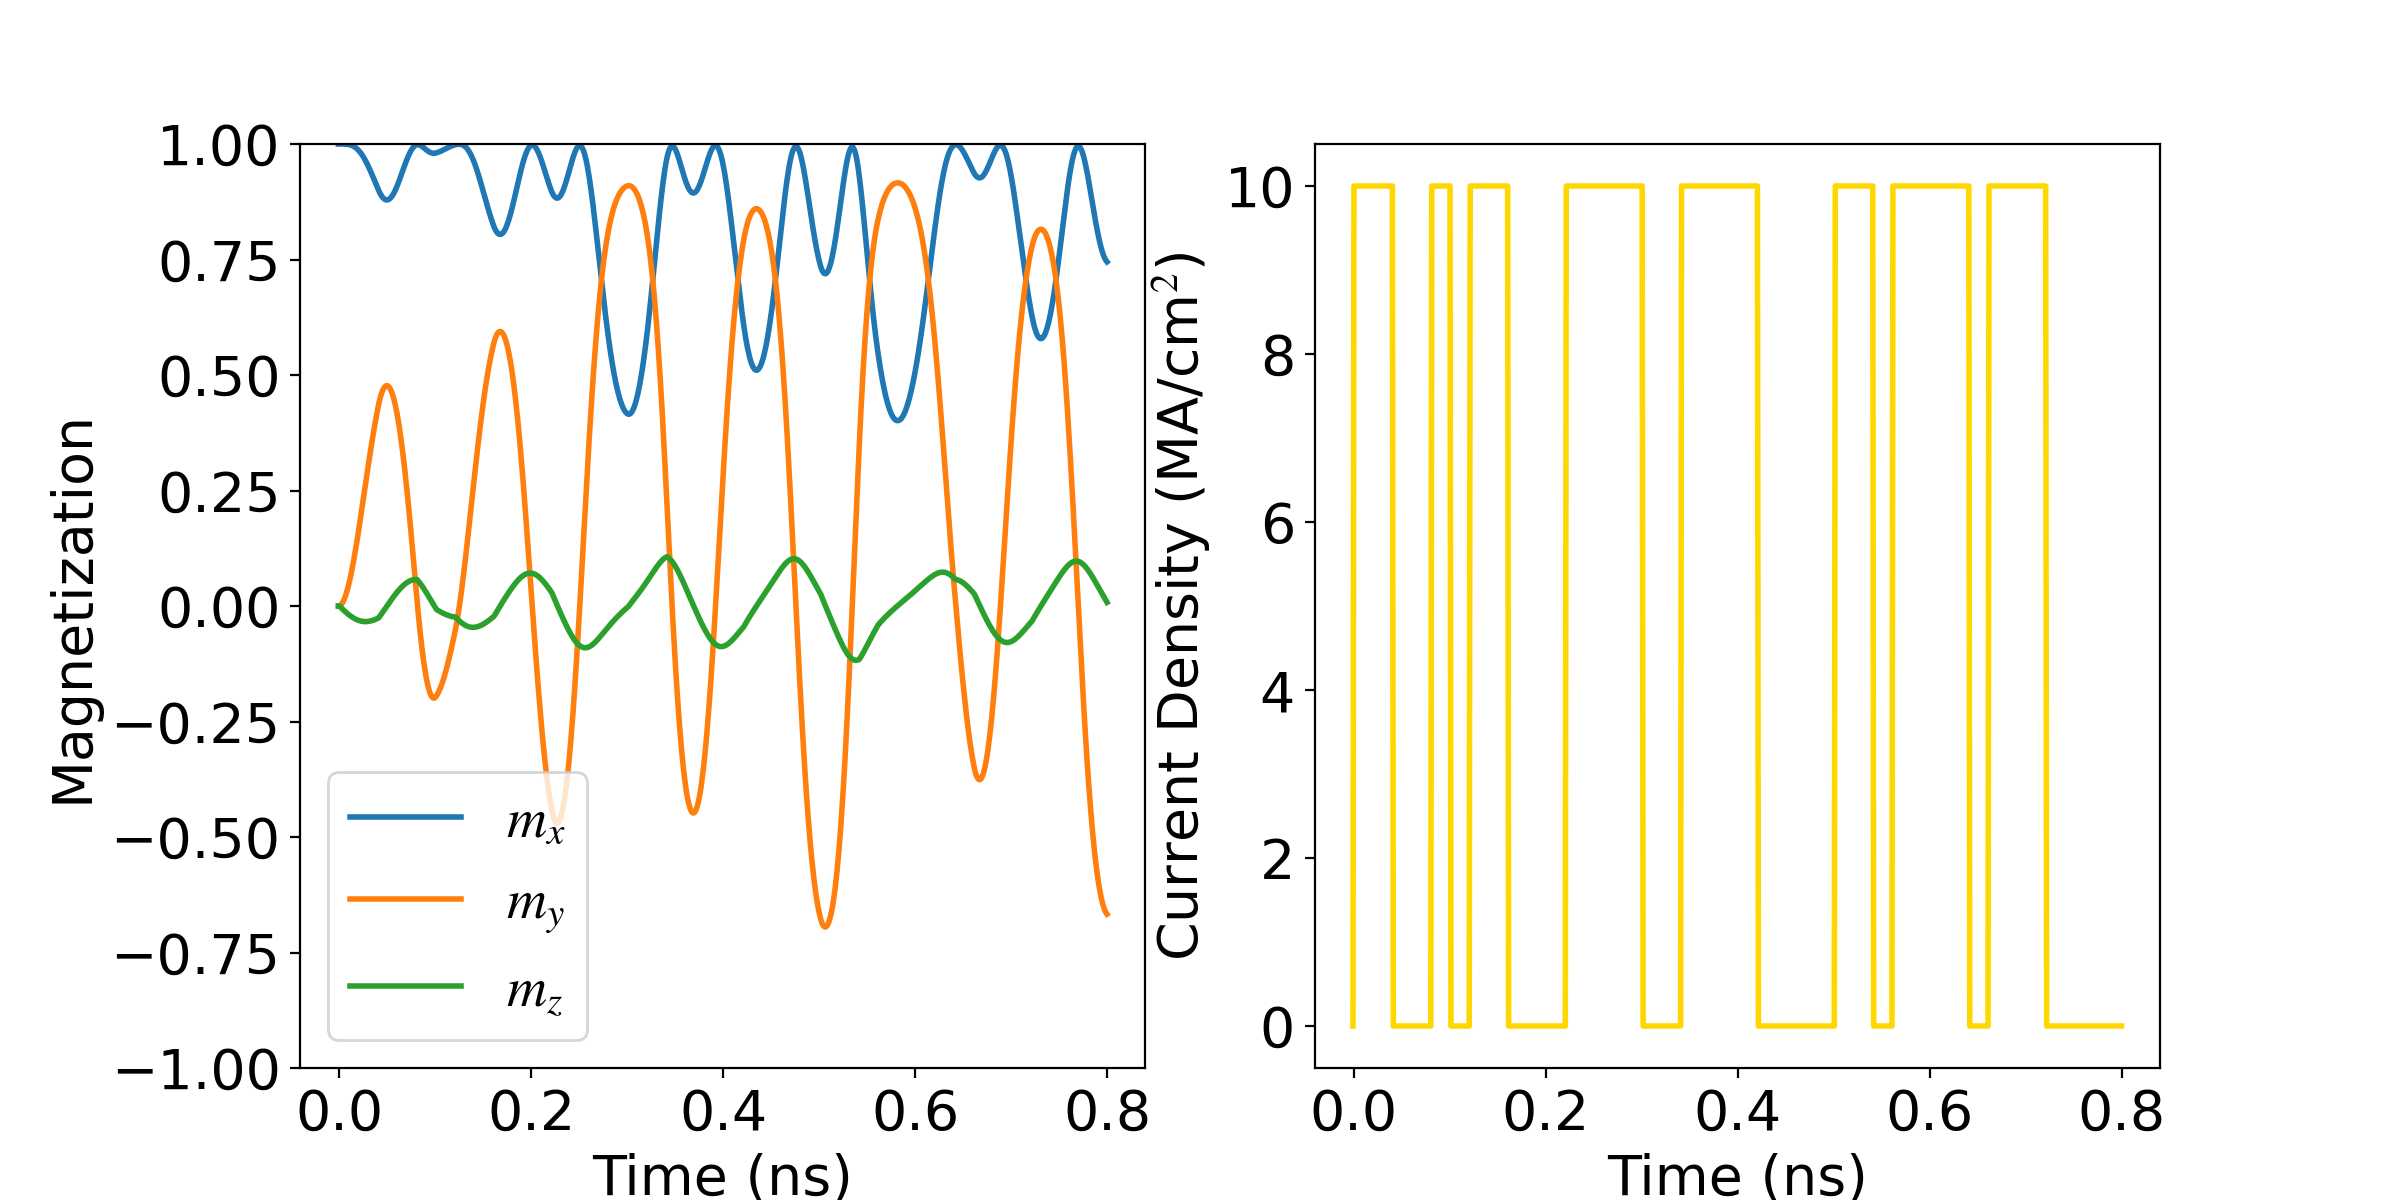 Magnetization
1.00
0.75
0.50
0.25
0.00
−0.25
−0.50
−0.75
−1.00
m_x
m_y
m_z
0.0 0.2 0.4 0.6 0.8
Time (ns)
Current Density (MA/cm²)
10
8
6
4
2
0
0.0 0.2 0.4 0.6 0.8
Time (ns)